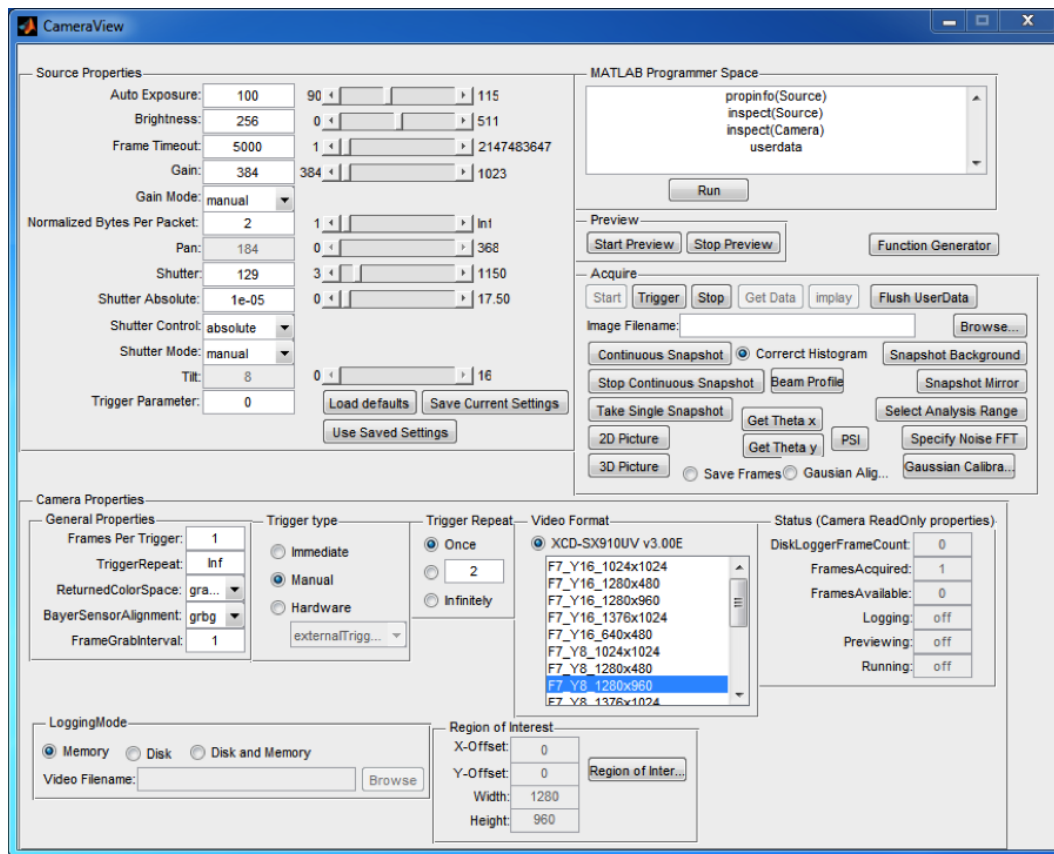 CameraView
Source Properties
Auto Exposure: 100 90 115
Brightness: 256 0 511
Frame Timeout: 5000 1 2147483647
Gain: 384 384 1023
Gain Mode: manual
Normalized Bytes Per Packet: 2 1 Inf
Pan: 184 0 368
Shutter: 129 3 1150
Shutter Absolute: 1e-05 0 17.50
Shutter Control: absolute
Shutter Mode: manual
Tilt: 8 0 16
Trigger Parameter: 0 Load defaults Save Current Settings
Use Saved Settings
MATLAB Programmer Space
propinfo(Source)
inspect(Source)
inspect(Camera)
userdata
Run
Preview
Start Preview Stop Preview Function Generator
Acquire
Start Trigger Stop Get Data implay Flush UserData
Image Filename: Browse...
Continuous Snapshot Correrct Histogram Snapshot Background
Stop Continuous Snapshot Beam Profile Snapshot Mirror
Take Single Snapshot Get Theta x Select Analysis Range
2D Picture Get Theta y PSI Specify Noise FFT
3D Picture Save Frames Gausian Alig... Gaussian Calibra...
Camera Properties
General Properties
Frames Per Trigger: 1
TriggerRepeat: Inf
ReturnedColorSpace: gra...
BayerSensorAlignment: grbg
FrameGrabInterval: 1
Trigger type
Immediate
Manual
Hardware
externalTrigg...
Trigger Repeat
Once
2
Infinitely
Video Format
XCD-SX910UV v3.00E
F7_Y16_1024x1024
F7_Y16_1280x480
F7_Y16_1280x960
F7_Y16_1376x1024
F7_Y16_640x480
F7_Y8_1024x1024
F7_Y8_1280x480
F7_Y8_1280x960
F7_Y8_1376x1024
Status (Camera ReadOnly properties)
DiskLoggerFrameCount: 0
FramesAcquired: 1
FramesAvailable: 0
Logging: off
Previewing: off
Running: off
LoggingMode
Memory Disk Disk and Memory
Video Filename: Browse
Region of Interest
X-Offset: 0
Y-Offset: 0 Region of Inter...
Width: 1280
Height: 960